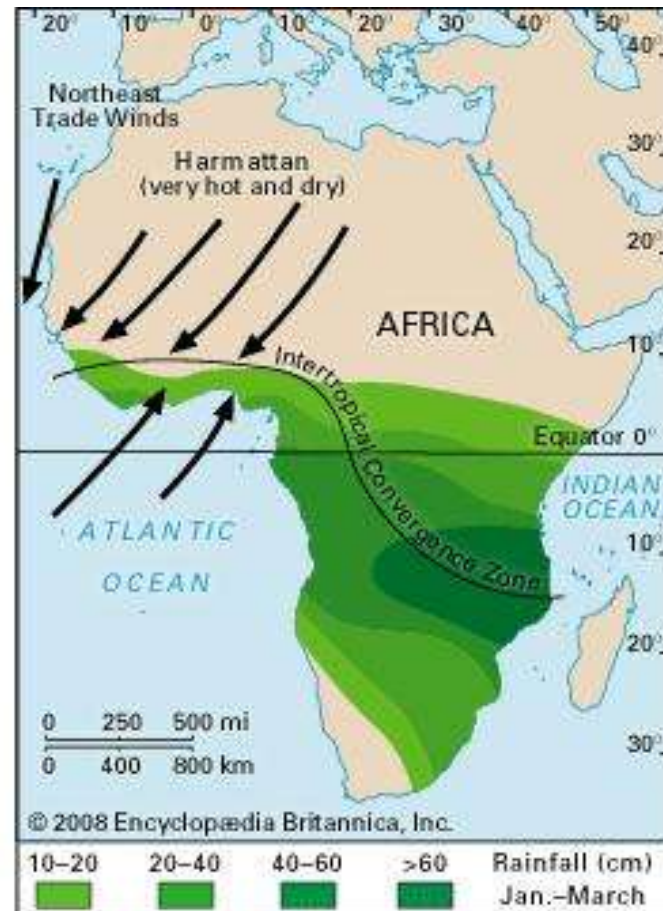 20° 10° 0° 10° 20° 30° 40° 50°
40°
Northeast
Trade Winds
30°
Harmattan
(very hot and dry)
20°
AFRICA
10°
Intertropical Convergence Zone
Equator 0°
INDIAN
OCEAN
ATLANTIC
OCEAN
10°
20°
0 250 500 mi
0 400 800 km
30°
© 2008 Encyclopædia Britannica, Inc.
10–20 20–40 40–60 >60 Rainfall (cm)
Jan.–March